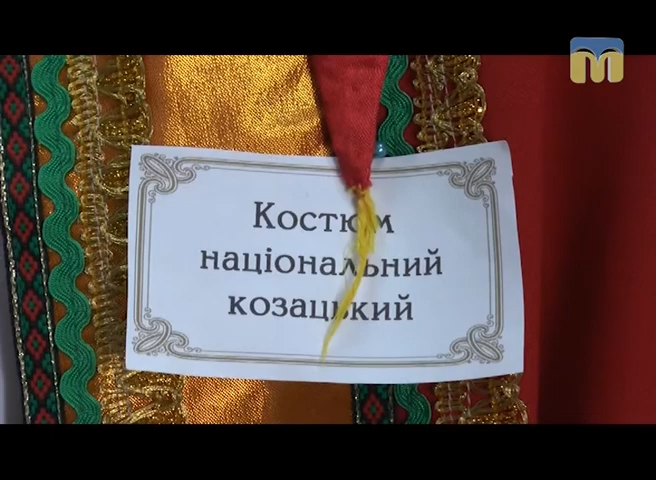 Костюм
національний
козацький